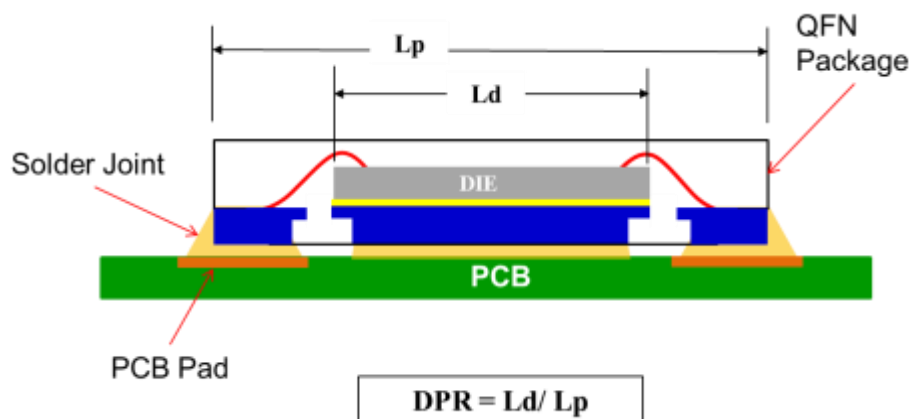 Lp
QFN
Package
Ld
Solder Joint
DIE
PCB
PCB Pad
DPR = Ld/ Lp